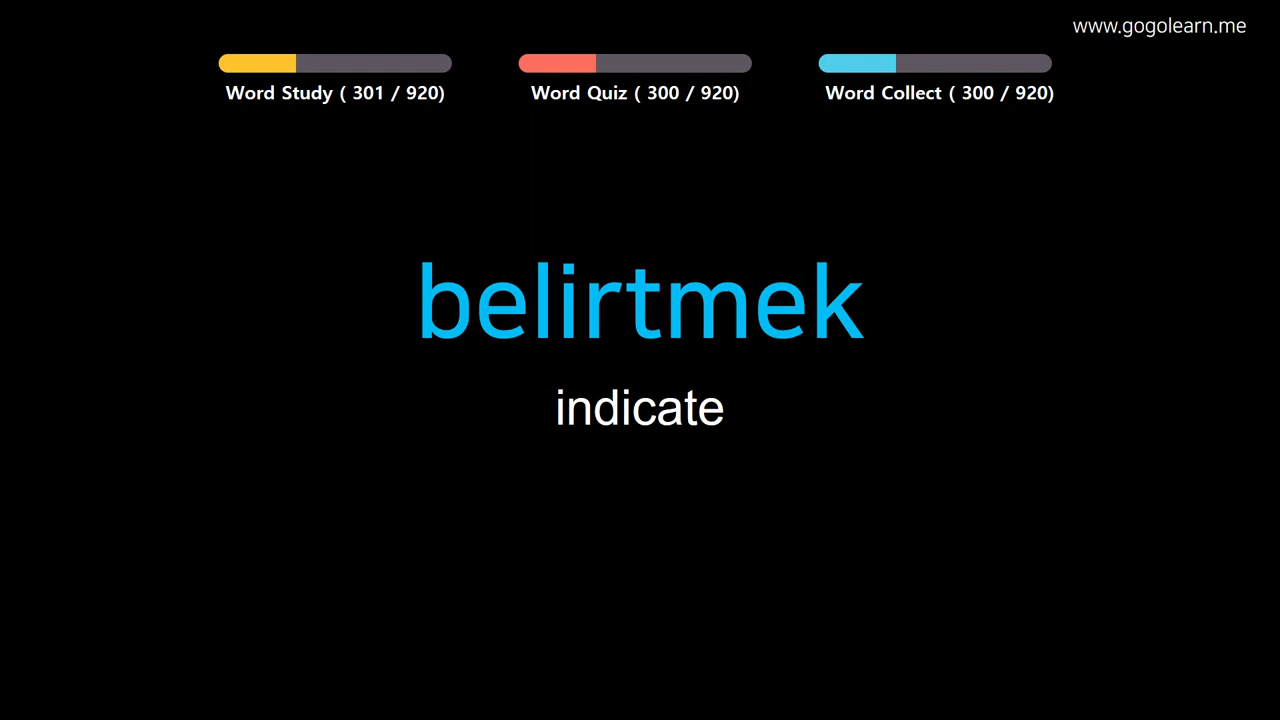 www.gogolearn.me
Word Study ( 301 / 920)
Word Quiz ( 300 / 920)
Word Collect ( 300 / 920)
belirtmek
indicate